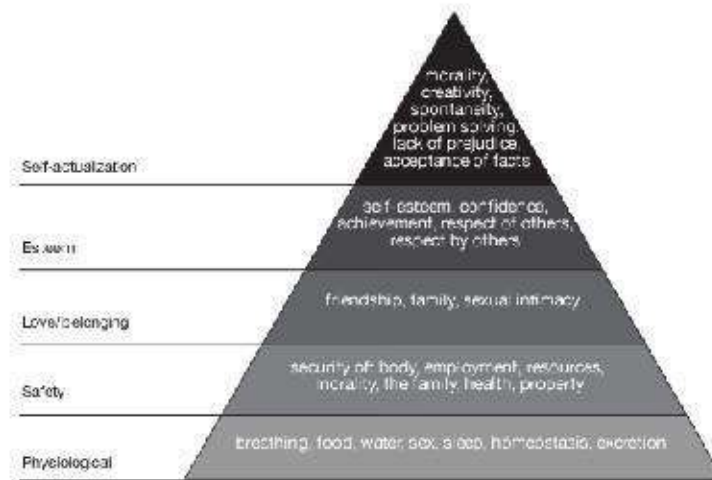 morality,
creativity,
spontaneity,
problem solving,
lack of prejudice,
acceptance of facts
Self-actualization
self-esteem, confidence,
achievement, respect of others,
respect by others
Esteem
friendship, family, sexual intimacy
Love/belonging
security of: body, employment, resources,
morality, the family, health, property
Safety
breathing, food, water, sex, sleep, homeostasis, excretion
Physiological